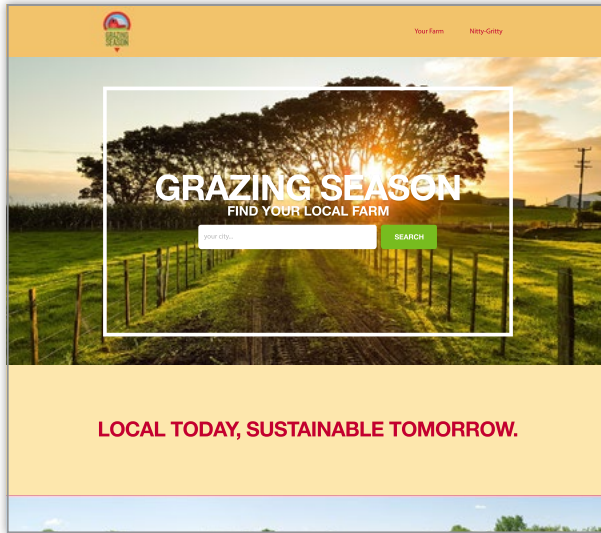 GRAZING
SEASON
Your Farm
Nitty-Gritty
GRAZING SEASON
FIND YOUR LOCAL FARM
your city...
SEARCH
LOCAL TODAY, SUSTAINABLE TOMORROW.